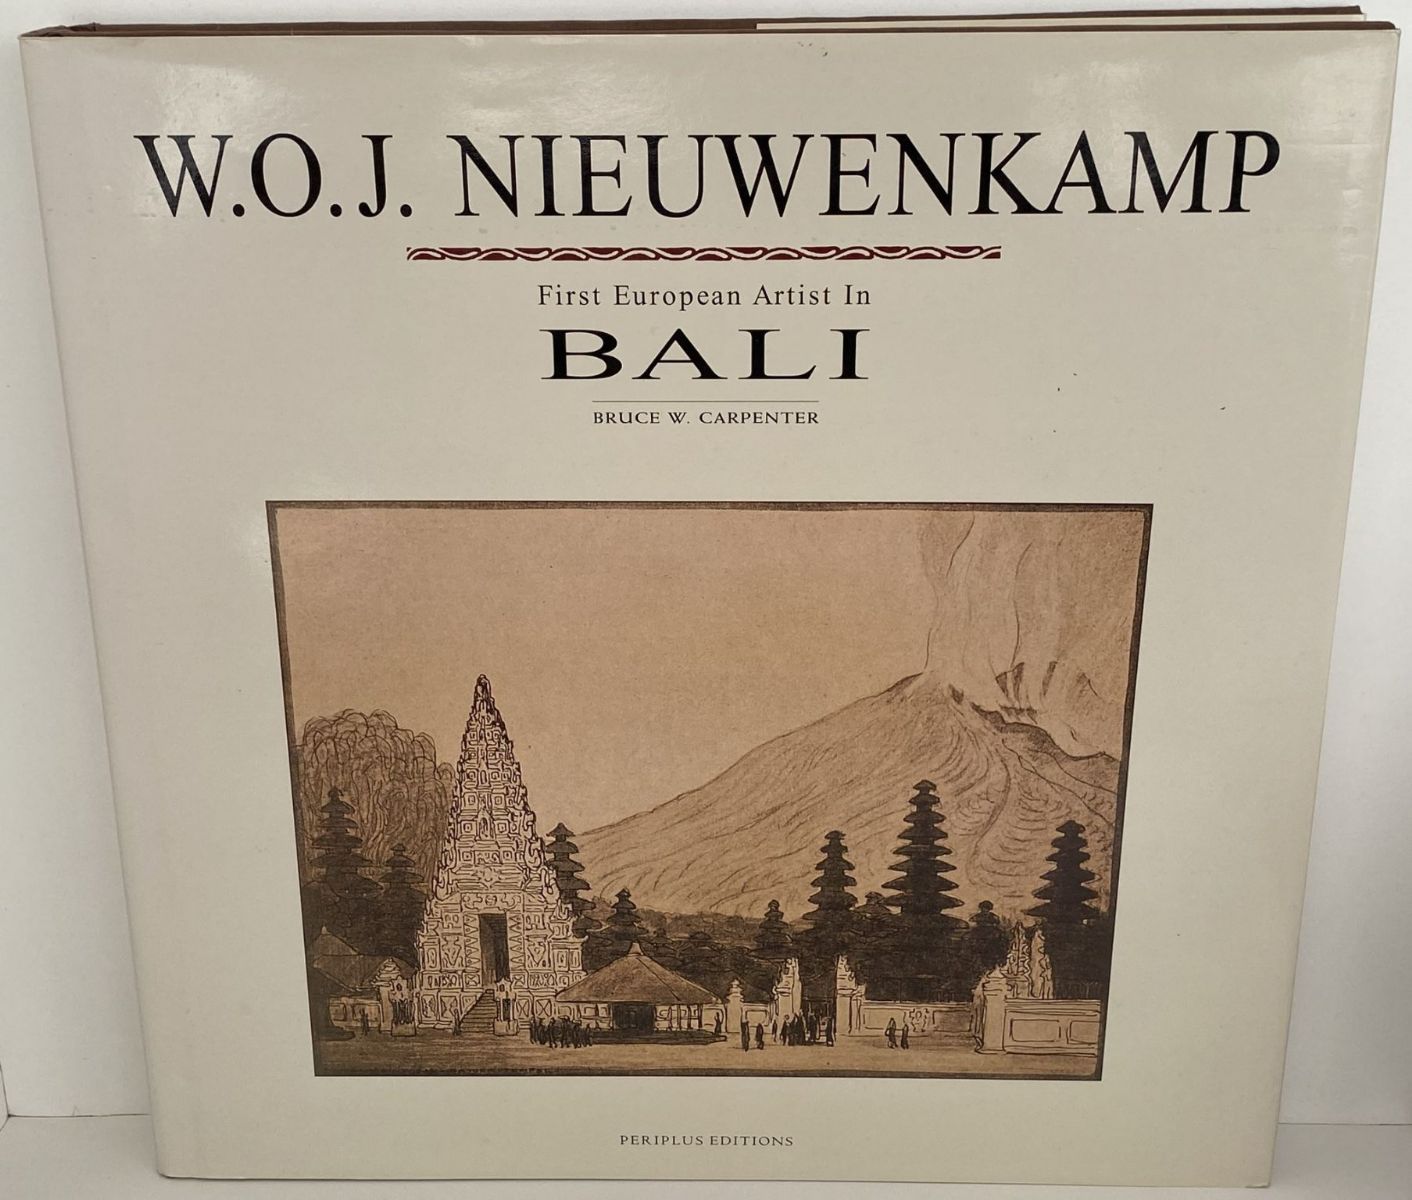 W.O.J. NIEUWENKAMP
First European Artist In
BALI
BRUCE W. CARPENTER
PERIPLUS EDITIONS